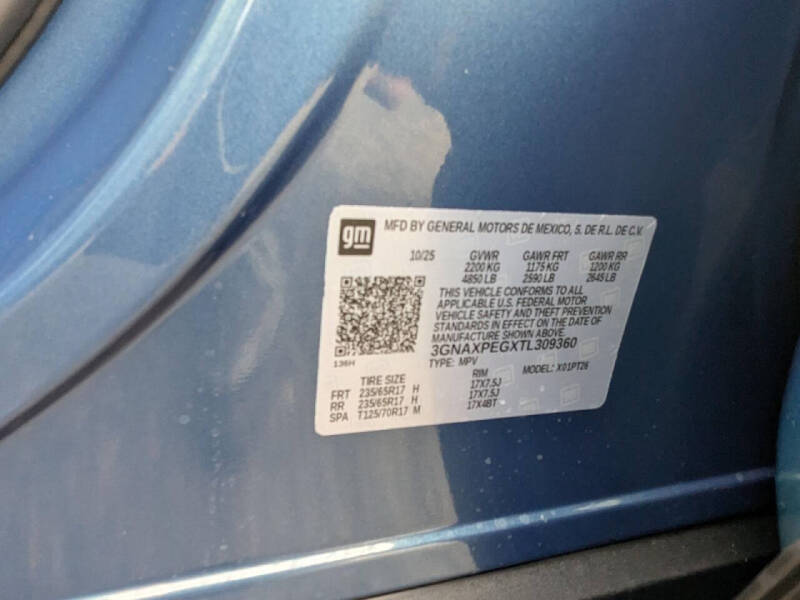 gm MFD BY GENERAL MOTORS DE MEXICO, S. DE R.L. DE C.V.
10/25 GVWR GAWR FRT GAWR RR
2200 KG 1175 KG 1200 KG
4850 LB 2590 LB 2645 LB
THIS VEHICLE CONFORMS TO ALL
APPLICABLE U.S. FEDERAL MOTOR
VEHICLE SAFETY AND THEFT PREVENTION
STANDARDS IN EFFECT ON THE DATE OF
MANUFACTURE SHOWN ABOVE.
3GNAXPEGXTL309360
136H TYPE: MPV MODEL: X01PT26
TIRE SIZE RIM
FRT 235/65R17 H 17X7.5J
RR 235/65R17 H 17X7.5J
SPA T125/70R17 M 17X4BT